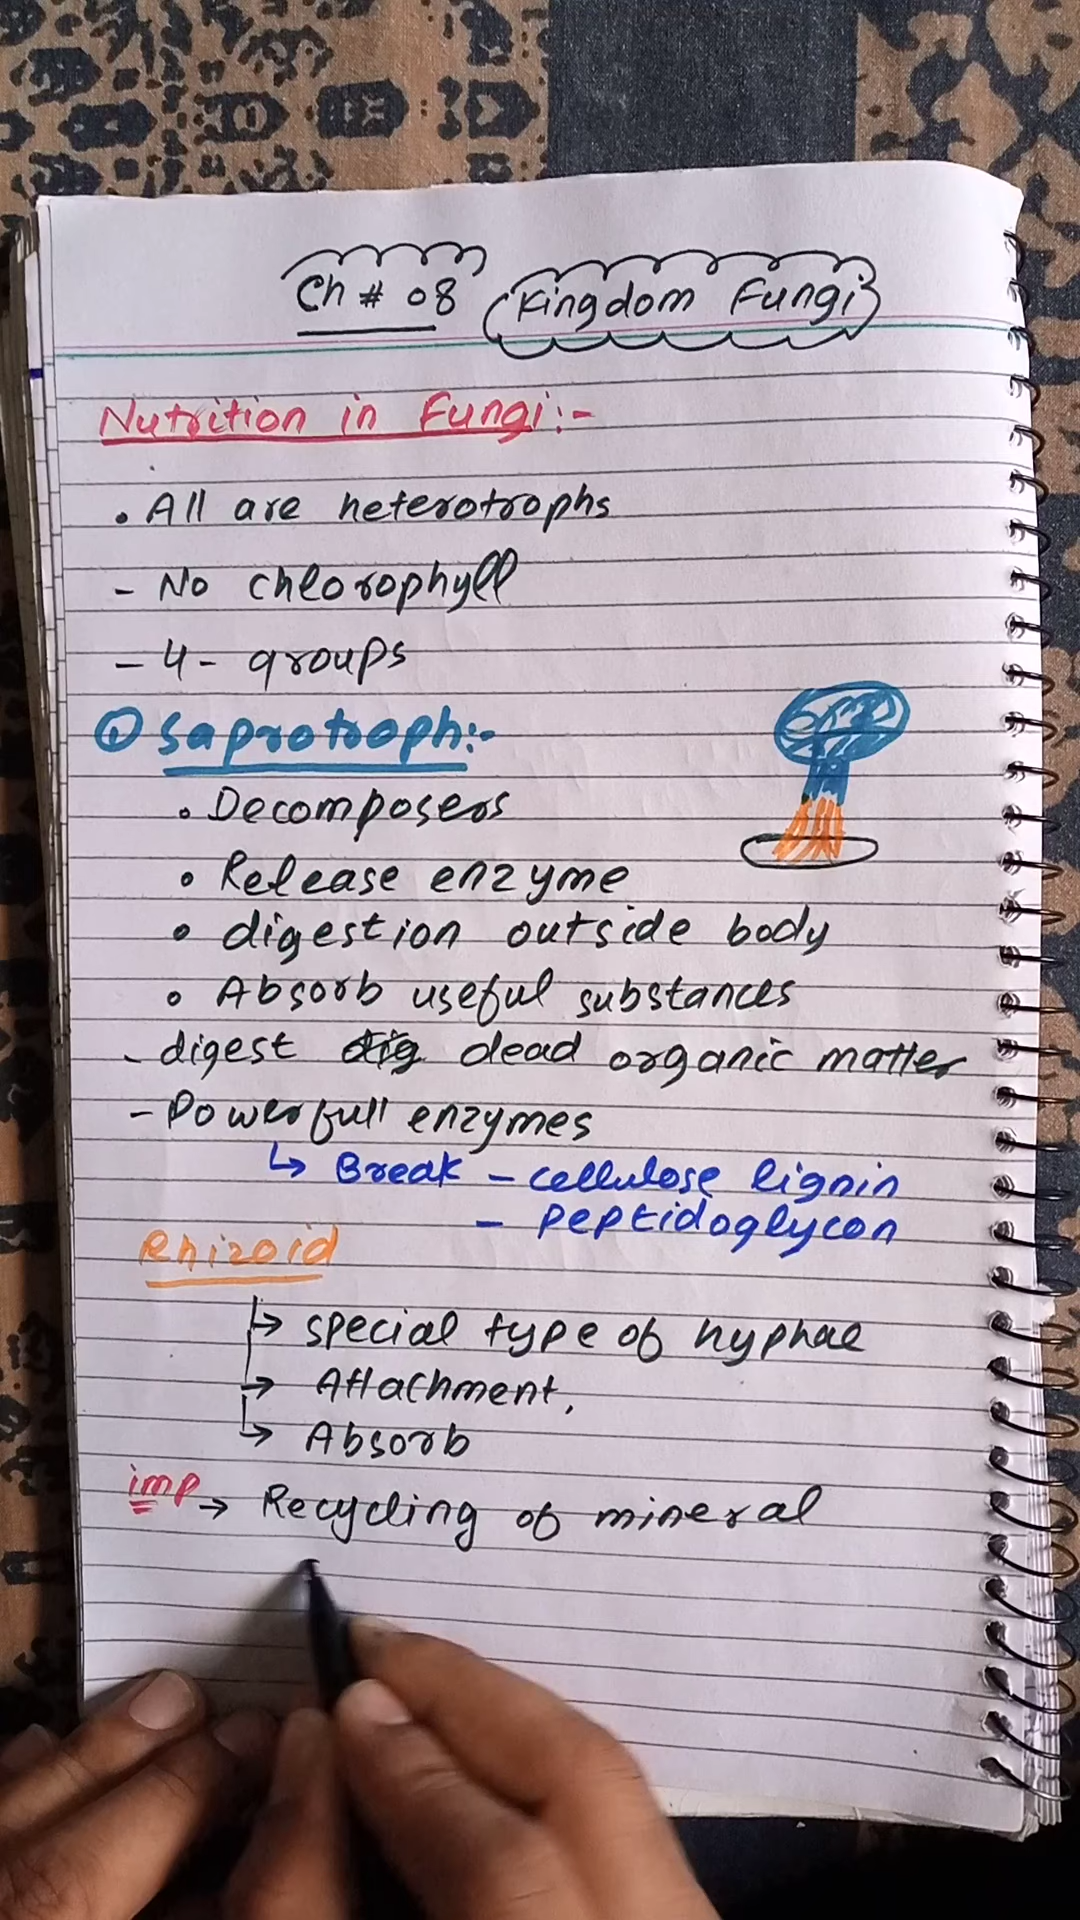 Ch # 08 Kingdom Fungi
Nutrition in Fungi:-
• All are heterotrophs
- No chlorophyll
- 4- groups
① Saprotroph:-
• Decomposers
• Release enzyme
• digestion outside body
• Absorb useful substances
- digest dig dead organic matter
- Powerfull enzymes
↳ Break - cellulose lignin
- peptidoglycon
Rhizoid
→ special type of hyphae
→ Attachment,
↳ Absorb
imp → Recycling of mineral